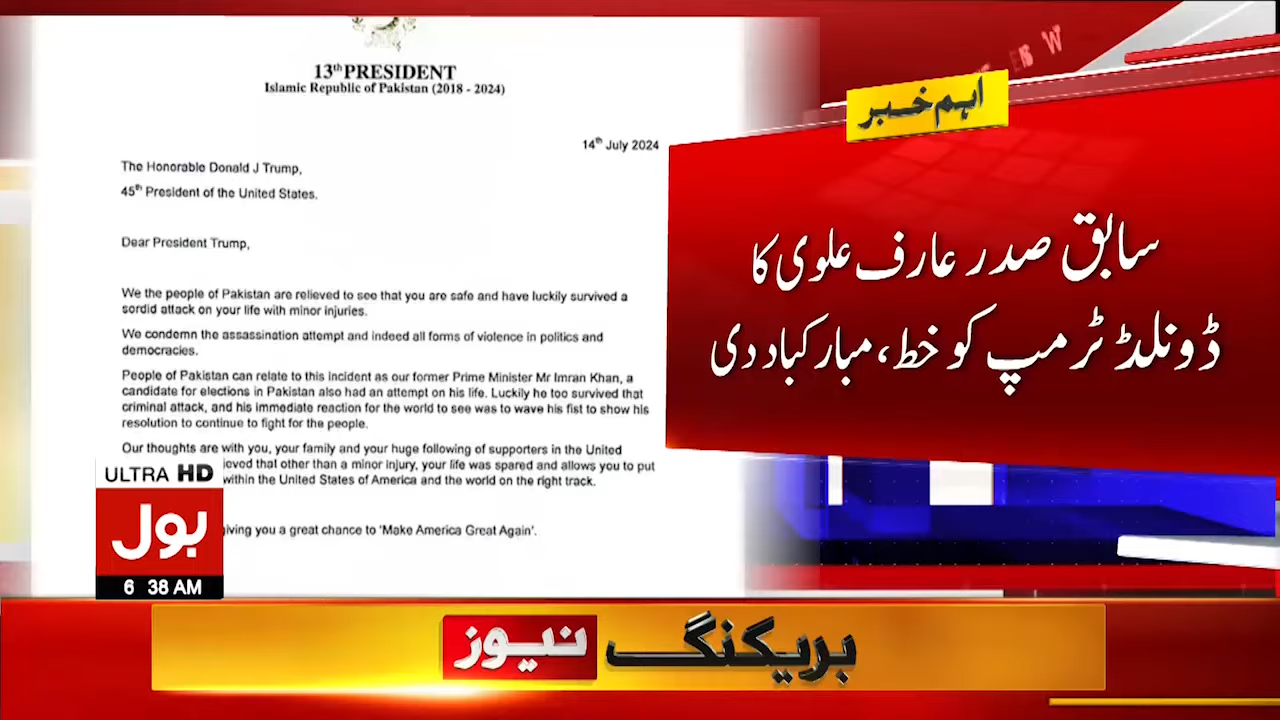 13th PRESIDENT
Islamic Republic of Pakistan (2018 - 2024)
14th July 2024
The Honorable Donald J Trump,
45th President of the United States.
Dear President Trump,
We the people of Pakistan are relieved to see that you are safe and have luckily survived a
sordid attack on your life with minor injuries.
We condemn the assassination attempt and indeed all forms of violence in politics and
democracies.
People of Pakistan can relate to this incident as our former Prime Minister Mr Imran Khan, a
candidate for elections in Pakistan also had an attempt on his life. Luckily he too survived that
criminal attack, and his immediate reaction for the world to see was to wave his fist to show his
resolution to continue to fight for the people.
Our thoughts are with you, your family and your huge following of supporters in the United
that other than a minor injury, your life was spared and allows you to put
within the United States of America and the world on the right track.
giving you a great chance to 'Make America Great Again'.
اہم خبر
سابق صدر عارف علوی کا
ڈونلڈ ٹرمپ کو خط، مبارکباد دی
ULTRA HD
بول
6 38 AM
بریکنگ نیوز